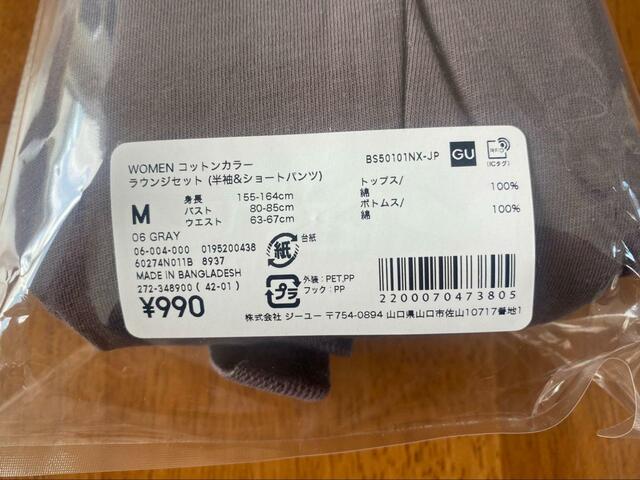 WOMEN コットンカラー
ラウンジセット (半袖&ショートパンツ)
M
身長 155-164cm
バスト 80-85cm
ウエスト 63-67cm
06 GRAY
06-004-000 0195200438
60274N011B 8937
MADE IN BANGLADESH
272-348900 ( 42-01 )
¥990
紙
台紙
プラ
外装 : PET,PP
フック : PP
BS50101NX-JP
GU
(ICタグ)
トップス/
綿 100%
ボトムス/
綿 100%
2200070473805
株式会社 ジーユー 〒754-0894 山口県山口市佐山10717番地1